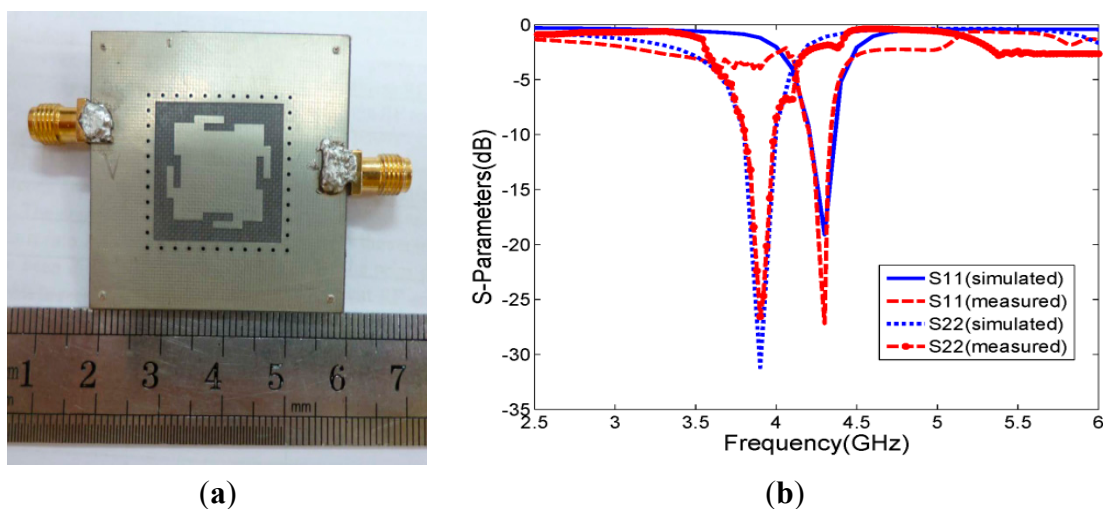 mm 1 2 3 4 5 6 7
mm
(a)
0
-5
-10
-15
-20
-25
-30
-35
2.5 3 3.5 4 4.5 5 5.5 6
S-Parameters(dB)
Frequency(GHz)
S11(simulated)
S11(measured)
S22(simulated)
S22(measured)
(b)